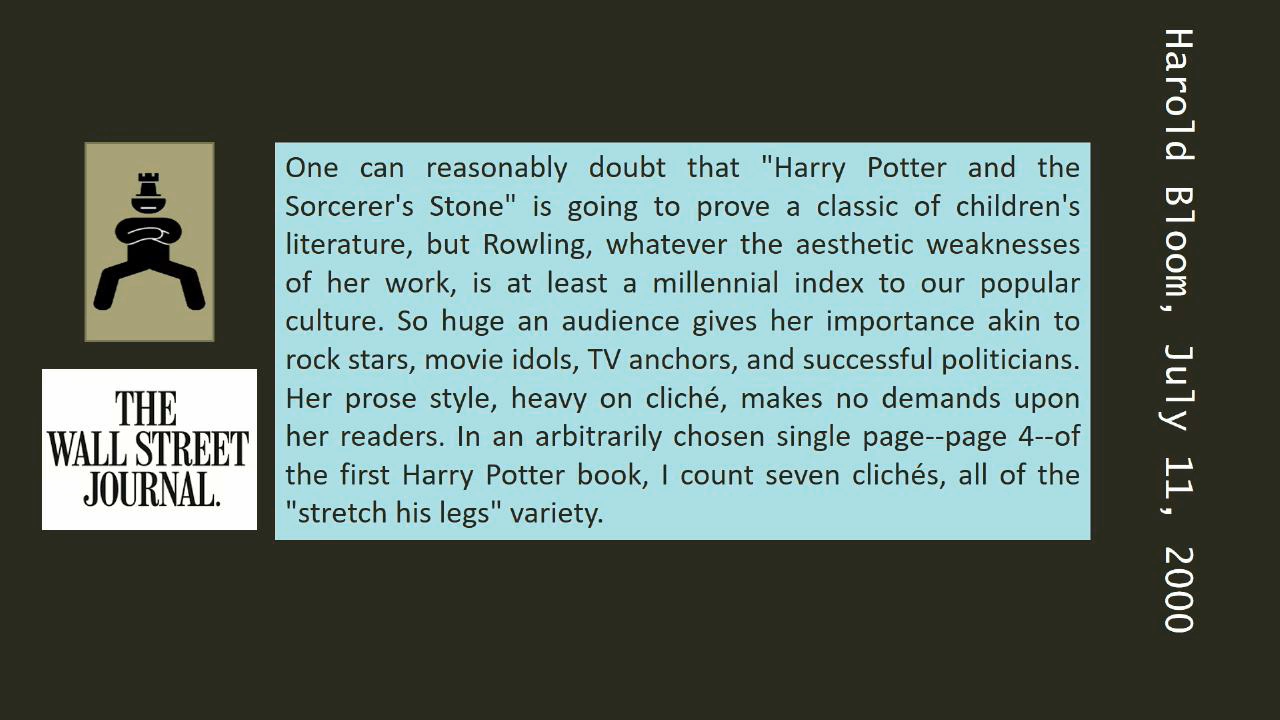 One can reasonably doubt that "Harry Potter and the
Sorcerer's Stone" is going to prove a classic of children's
literature, but Rowling, whatever the aesthetic weaknesses
of her work, is at least a millennial index to our popular
culture. So huge an audience gives her importance akin to
rock stars, movie idols, TV anchors, and successful politicians.
Her prose style, heavy on cliché, makes no demands upon
her readers. In an arbitrarily chosen single page--page 4--of
the first Harry Potter book, I count seven clichés, all of the
"stretch his legs" variety.
THE
WALL STREET
JOURNAL.
Harold Bloom, July 11, 2000